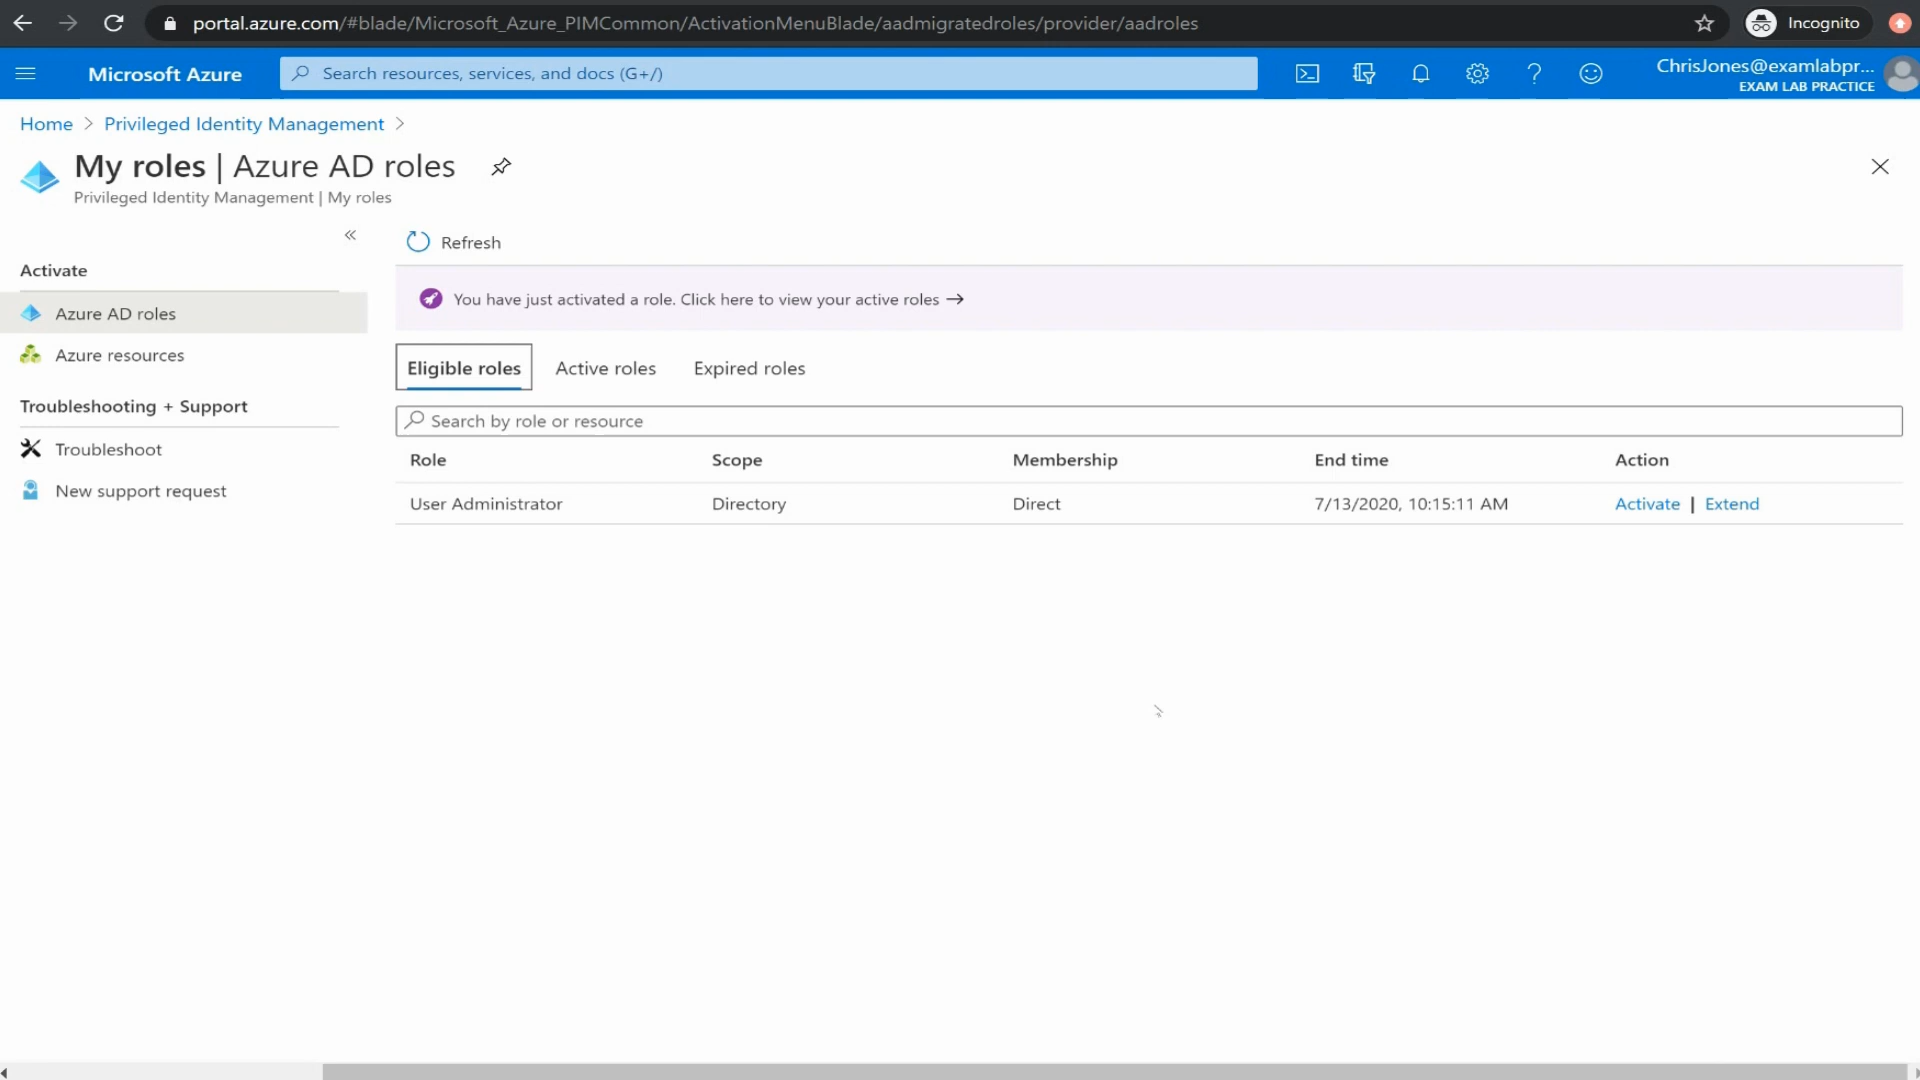 portal.azure.com/#blade/Microsoft_Azure_PIMCommon/ActivationMenuBlade/aadmigratedroles/provider/aadroles
Incognito
Microsoft Azure
Search resources, services, and docs (G+/)
ChrisJones@examlabpr...
EXAM LAB PRACTICE
Home > Privileged Identity Management >
My roles | Azure AD roles
Privileged Identity Management | My roles
«
Refresh
Activate
Azure AD roles
Azure resources
Troubleshooting + Support
Troubleshoot
New support request
You have just activated a role. Click here to view your active roles →
Eligible roles Active roles Expired roles
Search by role or resource
Role Scope Membership End time Action
User Administrator Directory Direct 7/13/2020, 10:15:11 AM Activate | Extend